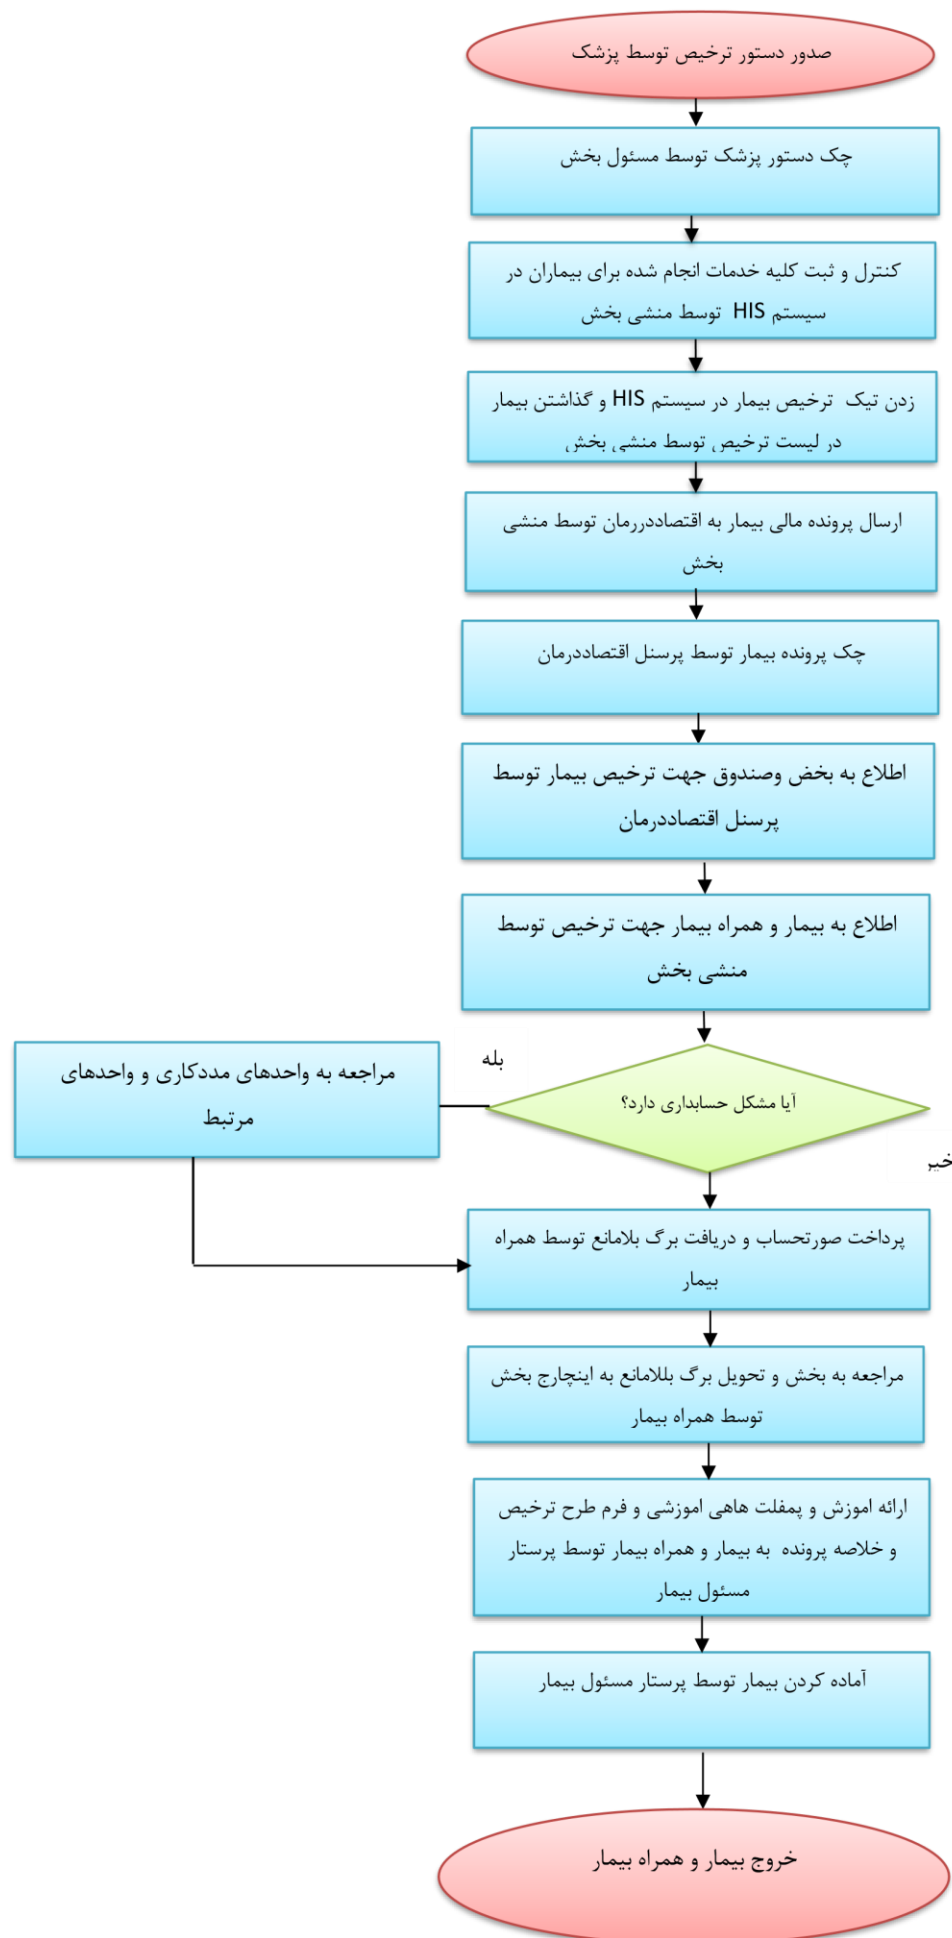 صدور دستور ترخیص توسط پزشک
چک دستور پزشک توسط مسئول بخش
کنترل و ثبت کلیه خدمات انجام شده برای بیماران در
سیستم HIS توسط منشی بخش
زدن تیک ترخیص بیمار در سیستم HIS و گذاشتن بیمار
در لیست ترخیص توسط منشی بخش
ارسال پرونده مالی بیمار به اقتصاددررمان توسط منشی
بخش
چک پرونده بیمار توسط پرسنل اقتصاددرمان
اطلاع به بخض وصندوق جهت ترخیص بیمار توسط
پرسنل اقتصاددرمان
اطلاع به بیمار و همراه بیمار جهت ترخیص توسط
منشی بخش
آیا مشکل حسابداری دارد؟
بله
مراجعه به واحدهای مددکاری و واحدهای
مرتبط
خیر
پرداخت صورتحساب و دریافت برگ بلامانع توسط همراه
بیمار
مراجعه به بخش و تحویل برگ بللامانع به اینچارج بخش
توسط همراه بیمار
ارائه اموزش و پمفلت هاهی اموزشی و فرم طرح ترخیص
و خلاصه پرونده به بیمار و همراه بیمار توسط پرستار
مسئول بیمار
آماده کردن بیمار توسط پرستار مسئول بیمار
خروج بیمار و همراه بیمار